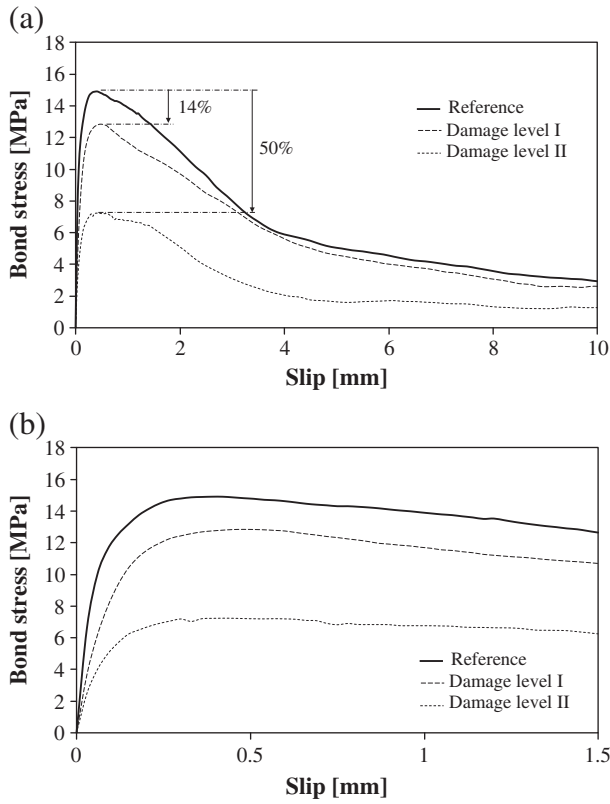 (a)
18
16
14
12
10
8
6
4
2
0
Bond stress [MPa]
14%
50%
Reference
Damage level I
Damage level II
0
2
4
6
8
10
Slip [mm]
(b)
18
16
14
12
10
8
6
4
2
0
Bond stress [MPa]
Reference
Damage level I
Damage level II
0
0.5
1
1.5
Slip [mm]